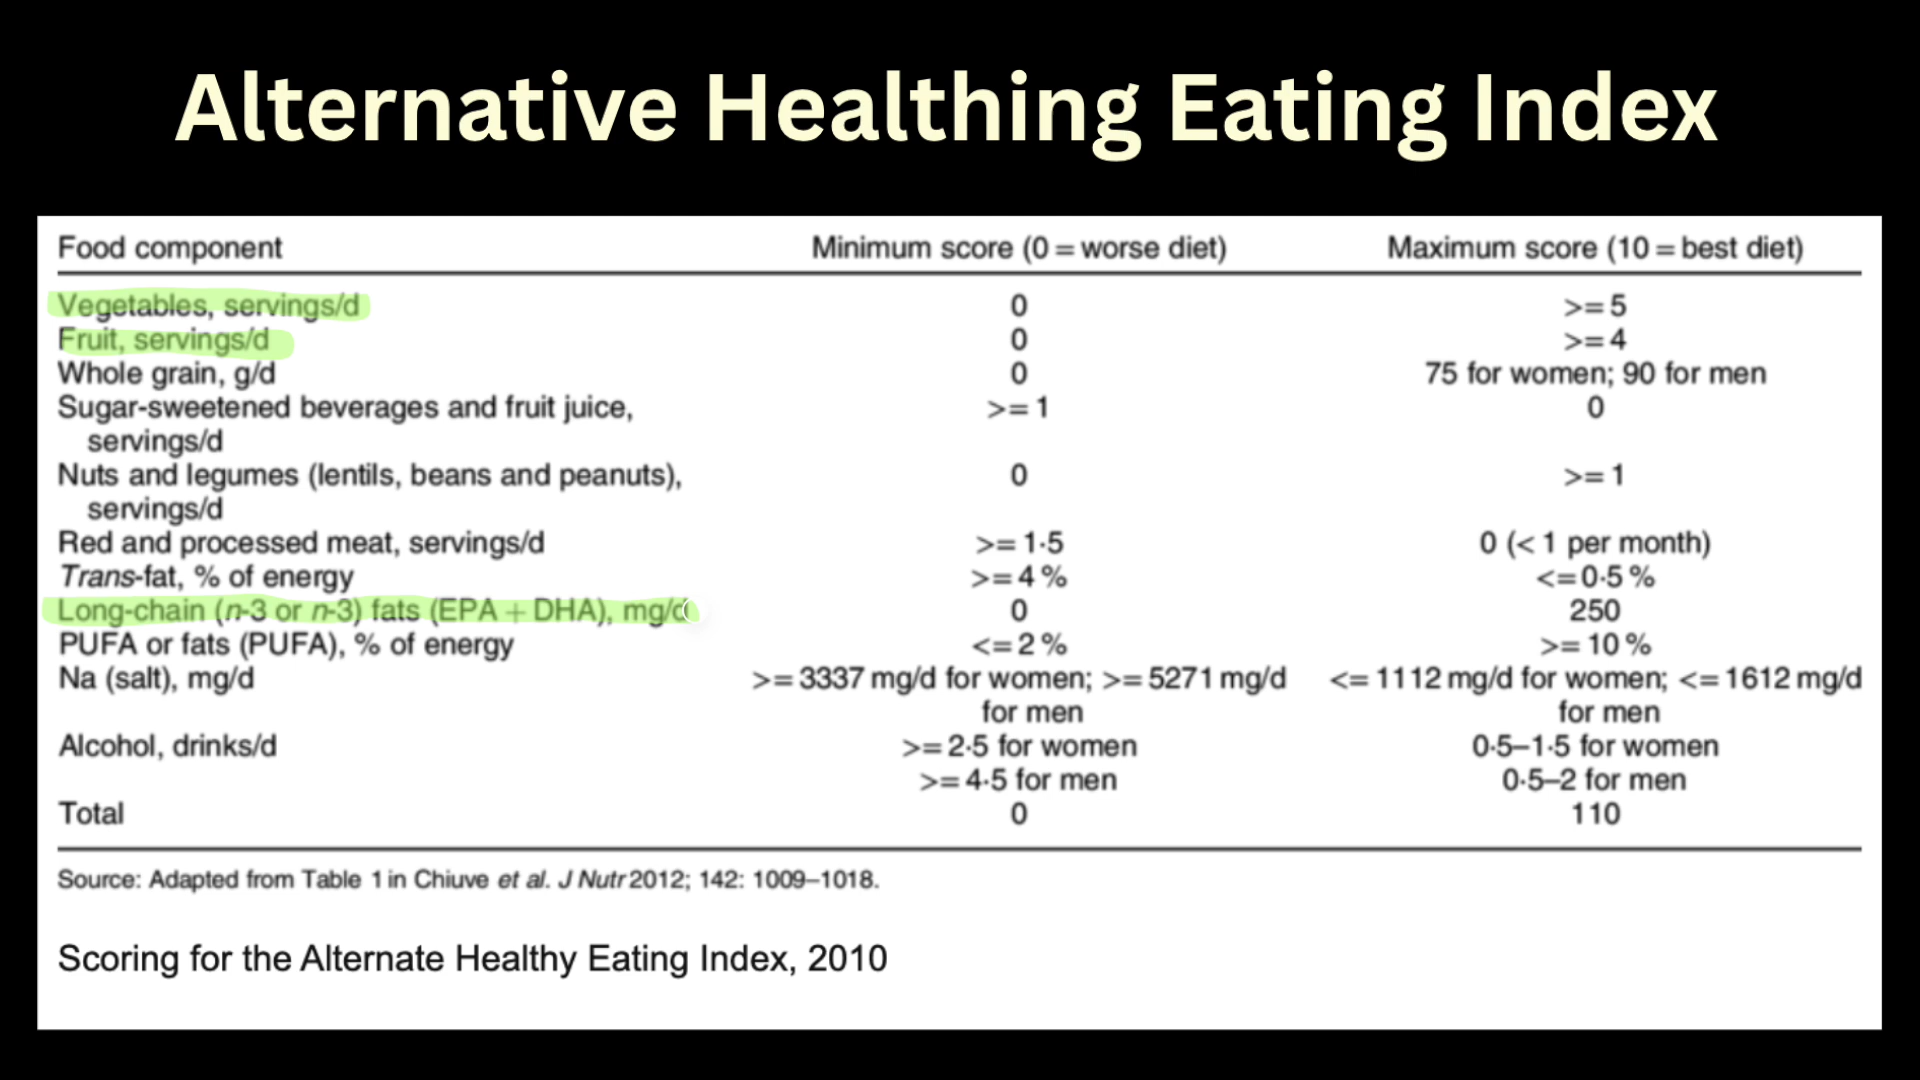 Alternative Healthing Eating Index
Food component Minimum score (0 = worse diet) Maximum score (10 = best diet)
Vegetables, servings/d 0 >= 5
Fruit, servings/d 0 >= 4
Whole grain, g/d 0 75 for women; 90 for men
Sugar-sweetened beverages and fruit juice, >= 1 0
servings/d
Nuts and legumes (lentils, beans and peanuts), 0 >= 1
servings/d
Red and processed meat, servings/d >= 1·5 0 (< 1 per month)
Trans-fat, % of energy >= 4 % <= 0·5 %
Long-chain (n-3 or n-3) fats (EPA + DHA), mg/d 0 250
PUFA or fats (PUFA), % of energy <= 2 % >= 10 %
Na (salt), mg/d >= 3337 mg/d for women; >= 5271 mg/d <= 1112 mg/d for women; <= 1612 mg/d
for men for men
Alcohol, drinks/d >= 2·5 for women 0·5–1·5 for women
>= 4·5 for men 0·5–2 for men
Total 0 110
Source: Adapted from Table 1 in Chiuve et al. J Nutr 2012; 142: 1009–1018.
Scoring for the Alternate Healthy Eating Index, 2010